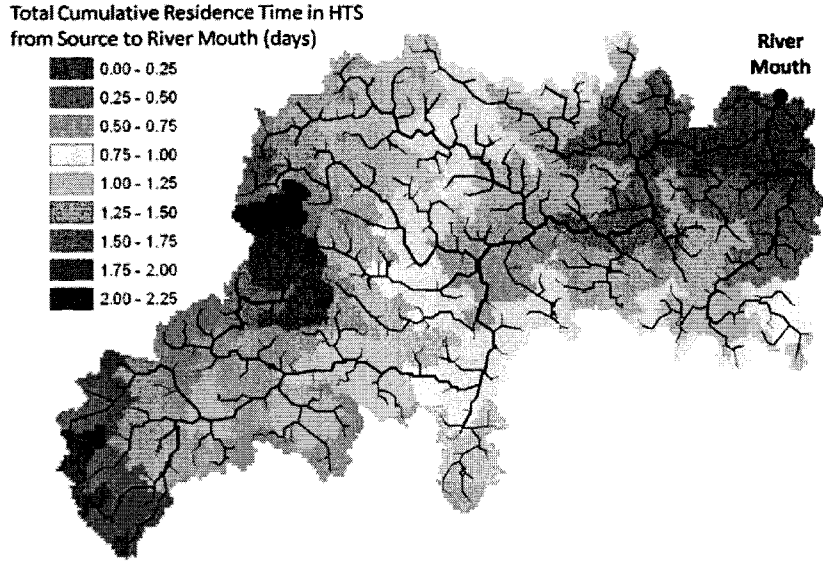 Total Cumulative Residence Time in HTS
from Source to River Mouth (days)
River
Mouth
0.00 - 0.25
0.25 - 0.50
0.50 - 0.75
0.75 - 1.00
1.00 - 1.25
1.25 - 1.50
1.50 - 1.75
1.75 - 2.00
2.00 - 2.25